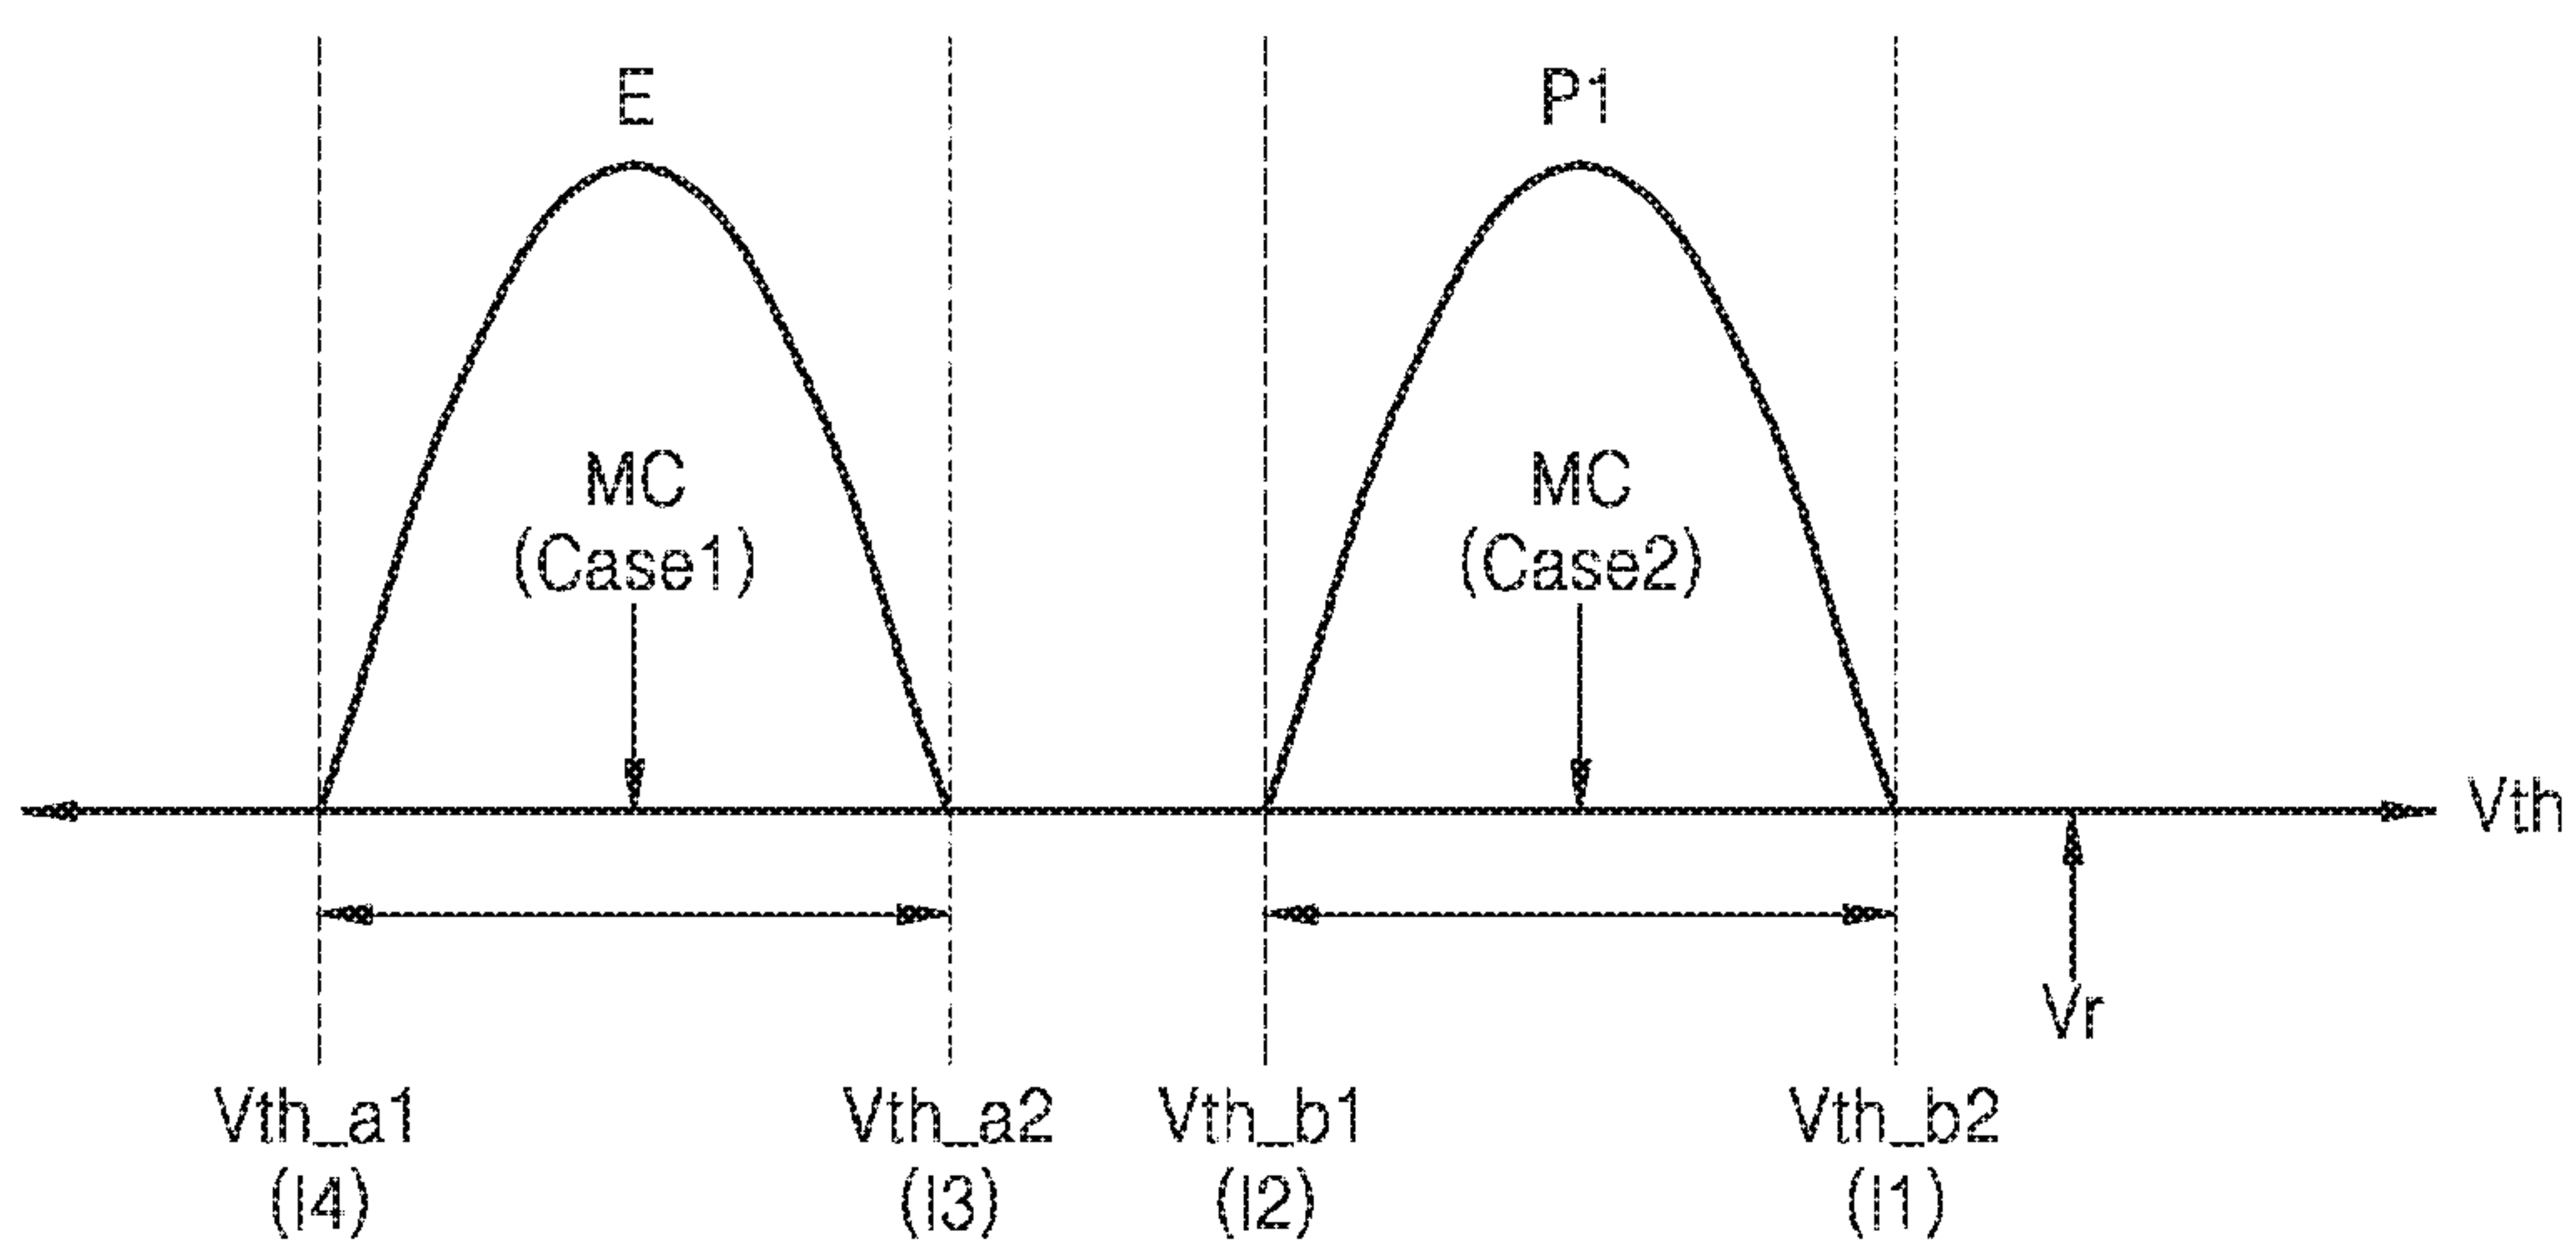 E
P1
MC
(Case1)
MC
(Case2)
Vth
Vr
Vth_a1
(I4)
Vth_a2
(I3)
Vth_b1
(I2)
Vth_b2
(I1)